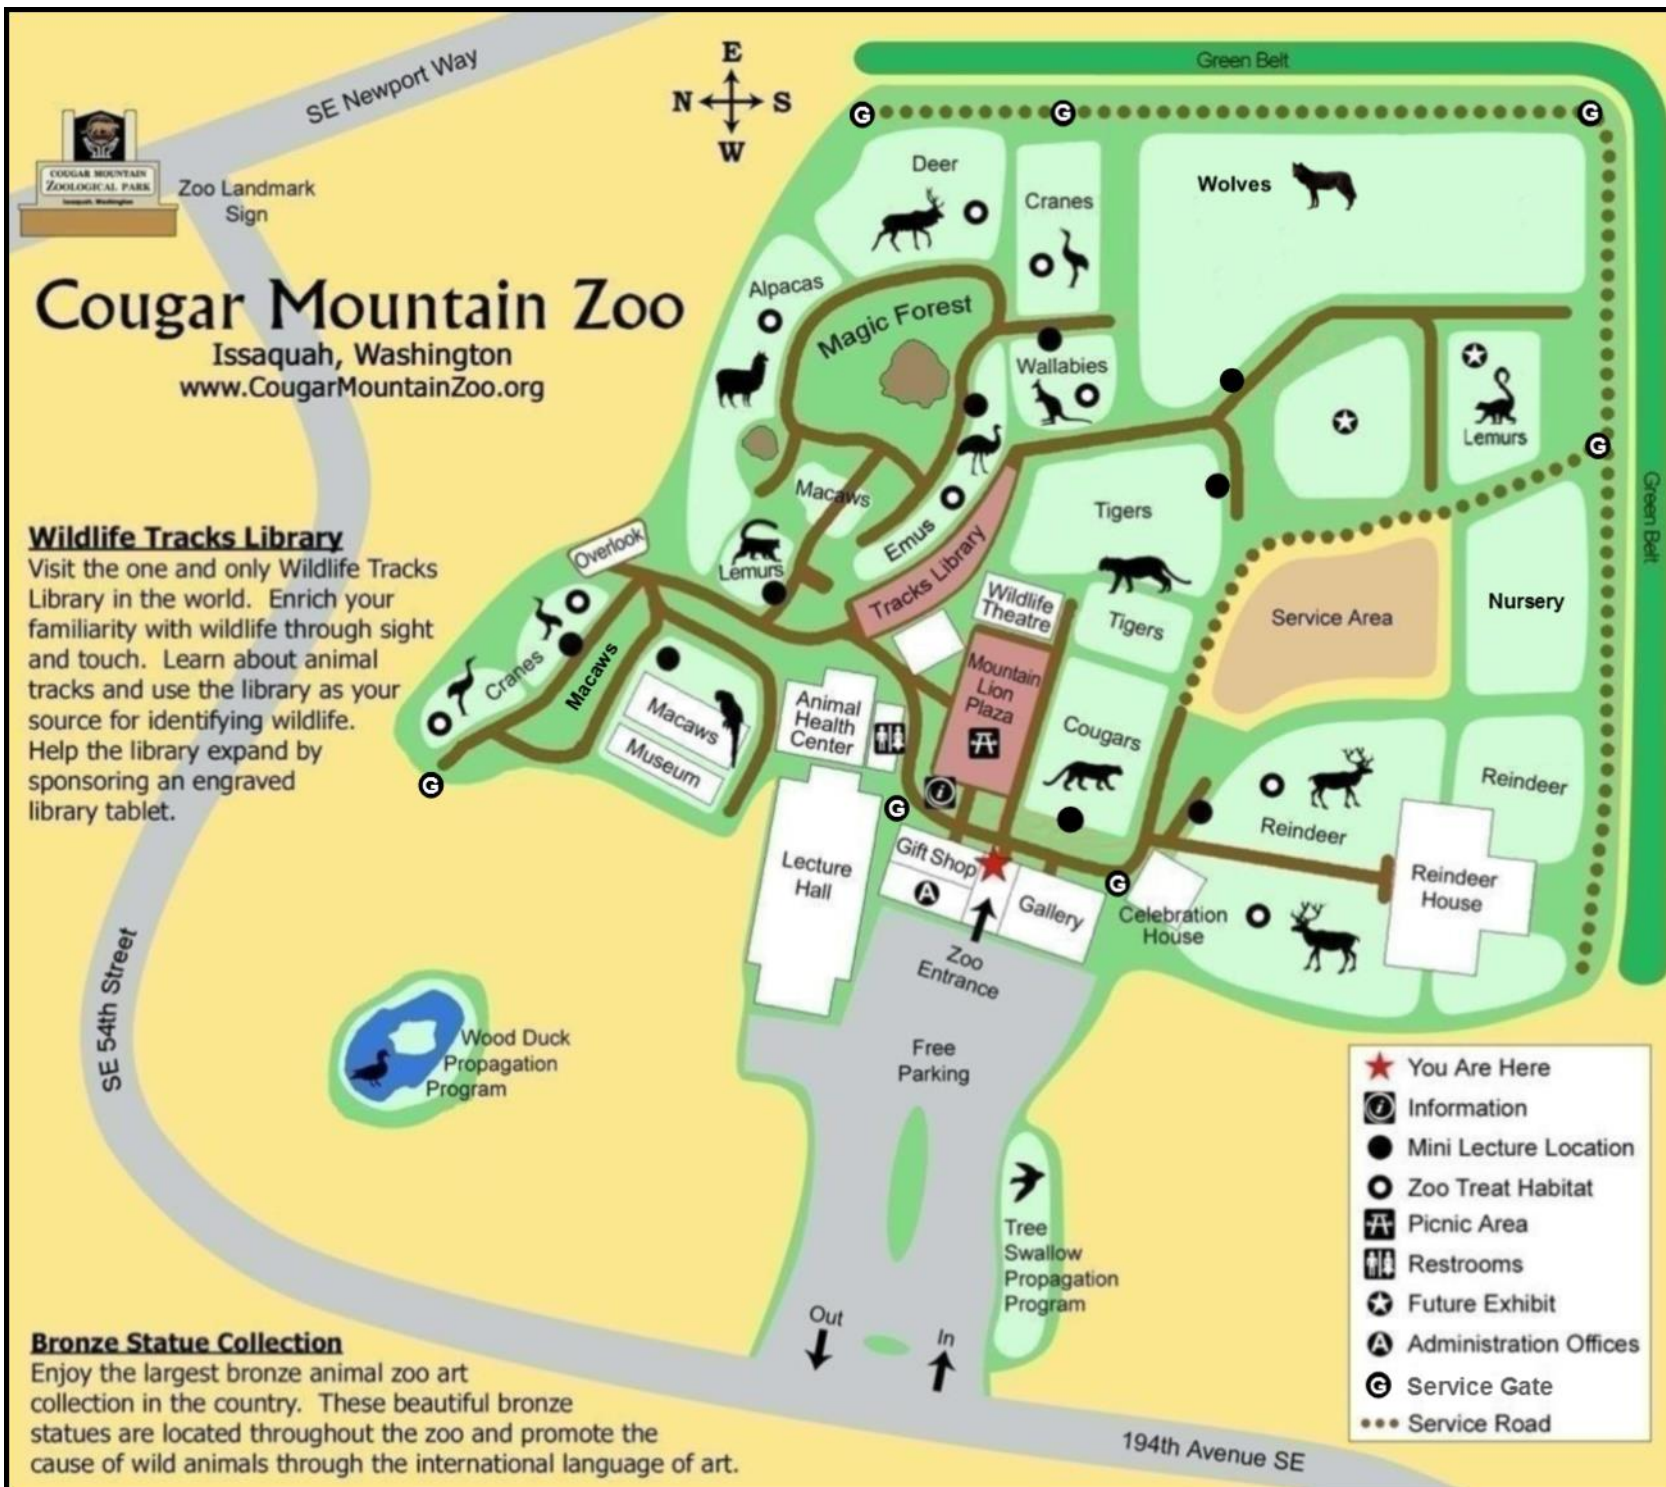 E
N S
W
Green Belt
SE Newport Way
G
G
G
COUGAR MOUNTAIN
ZOOLOGICAL PARK
Issaquah, Washington
Zoo Landmark
Sign
Cougar Mountain Zoo
Issaquah, Washington
www.CougarMountainZoo.org
Deer
Cranes
Wolves
Alpacas
Magic Forest
Wallabies
Lemurs
G
Green Belt
Macaws
Emus
Tigers
Overlook
Lemurs
Tracks Library
Wildlife
Theatre
Tigers
Service Area
Nursery
Wildlife Tracks Library
Visit the one and only Wildlife Tracks
Library in the world. Enrich your
familiarity with wildlife through sight
and touch. Learn about animal
tracks and use the library as your
source for identifying wildlife.
Help the library expand by
sponsoring an engraved
library tablet.
Cranes
Macaws
Macaws
Museum
G
Animal
Health
Center
Mountain
Lion
Plaza
Cougars
i
G
Reindeer
Reindeer
Lecture
Hall
Gift Shop
A
Gallery
G
Celebration
House
Reindeer
House
Zoo
Entrance
SE 54th Street
Wood Duck
Propagation
Program
Free
Parking
Tree
Swallow
Propagation
Program
Out
In
194th Avenue SE
You Are Here
i Information
Mini Lecture Location
Zoo Treat Habitat
Picnic Area
Restrooms
Future Exhibit
A Administration Offices
G Service Gate
Service Road
Bronze Statue Collection
Enjoy the largest bronze animal zoo art
collection in the country. These beautiful bronze
statues are located throughout the zoo and promote the
cause of wild animals through the international language of art.